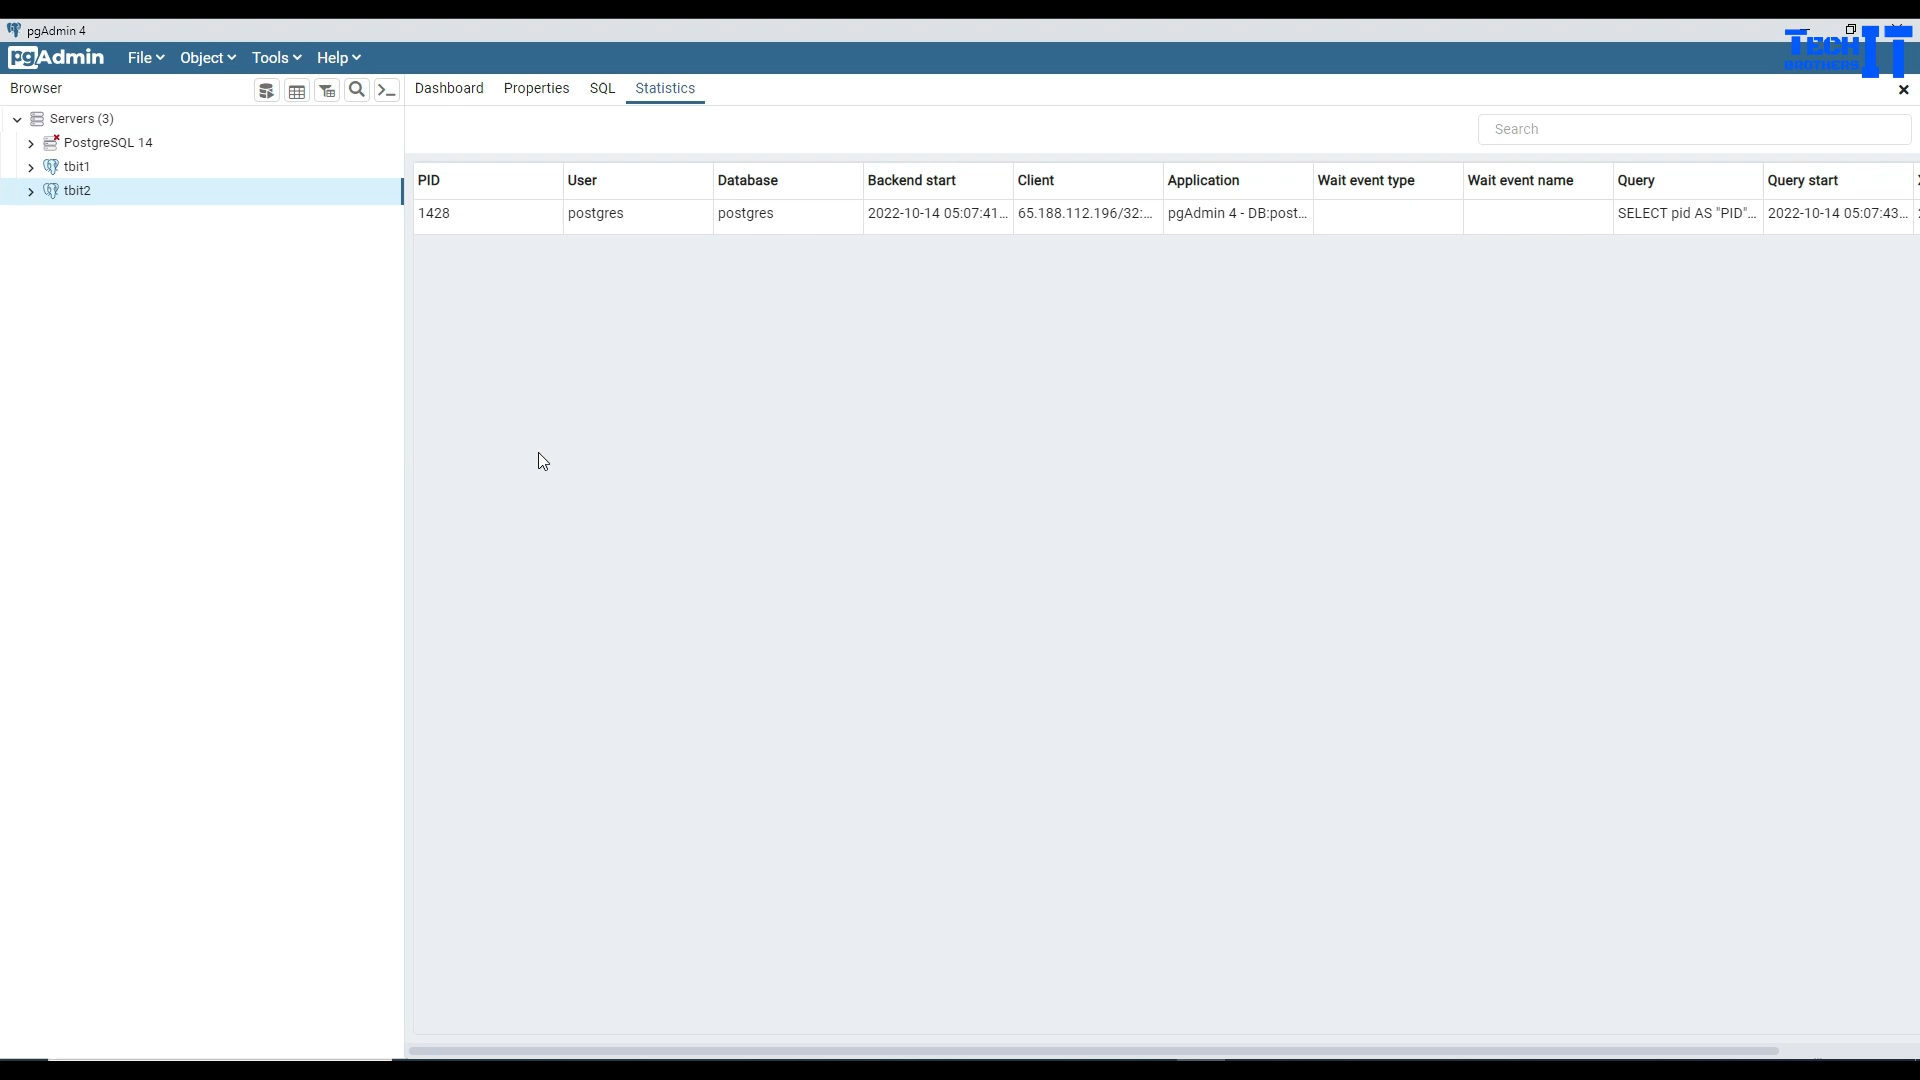 pgAdmin 4
TECH IT
BROTHERS
pgAdmin File Object Tools Help
Browser
Dashboard Properties SQL Statistics
Servers (3)
PostgreSQL 14
tbit1
tbit2
Search
PID User Database Backend start Client Application Wait event type Wait event name Query Query start
1428 postgres postgres 2022-10-14 05:07:41... 65.188.112.196/32:... pgAdmin 4 - DB:post... SELECT pid AS "PID"... 2022-10-14 05:07:43...